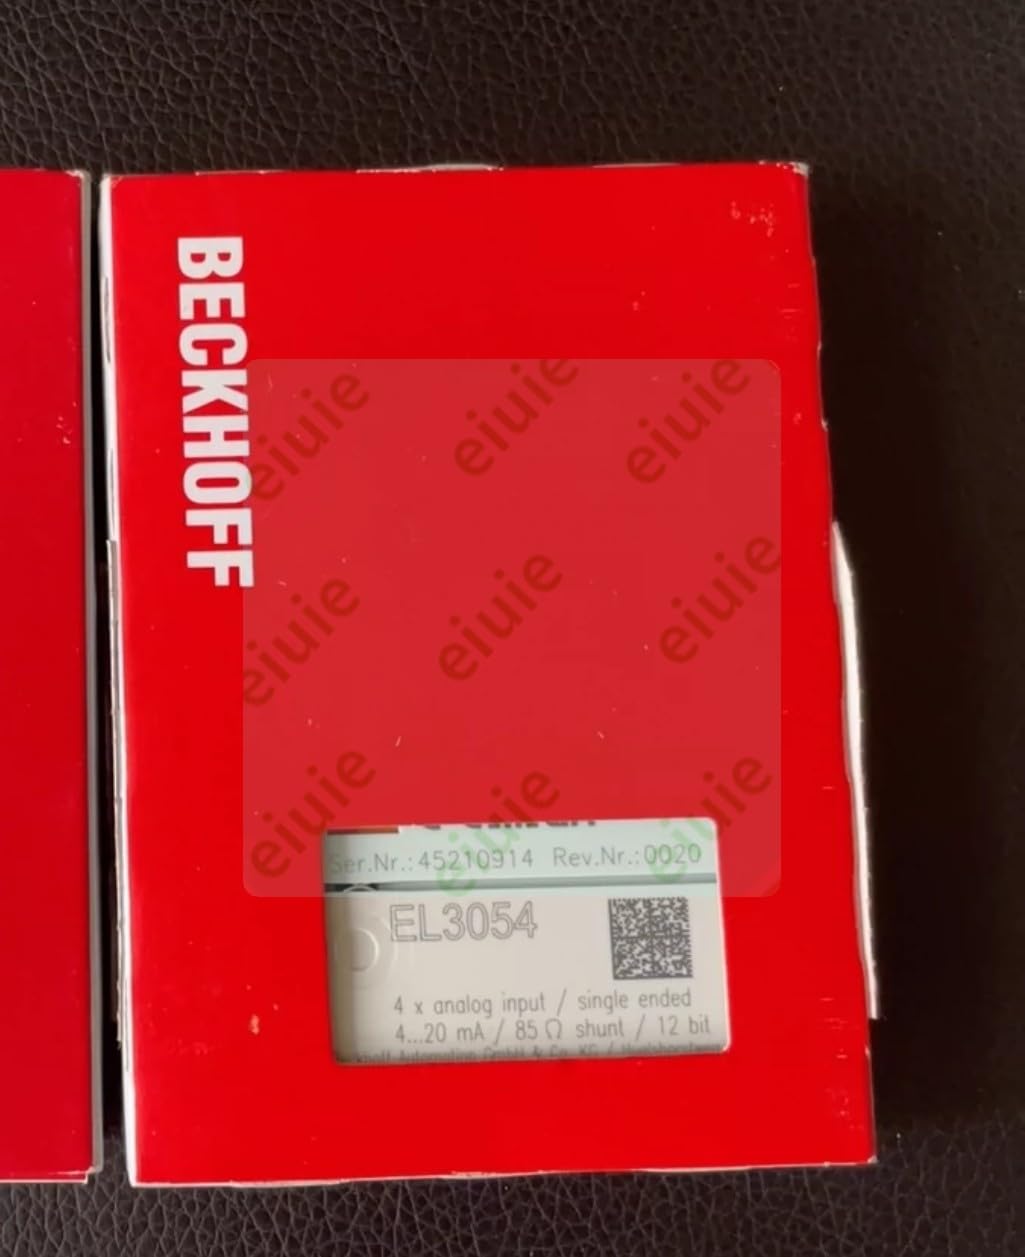 BECKHOFF
eiuie eiuie eiuie
eiuie eiuie eiuie
eiuie eiuie eiuie
Ser.Nr.:45210914 Rev.Nr.:0020
EL3054
4 x analog input / single ended
4...20 mA / 85 Ω shunt / 12 bit